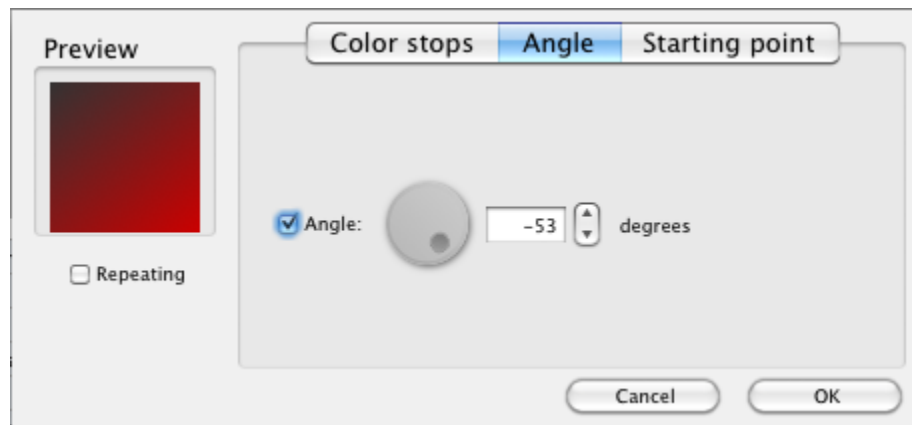 Preview
Color stops Angle Starting point
Angle: -53 degrees
Repeating
Cancel OK